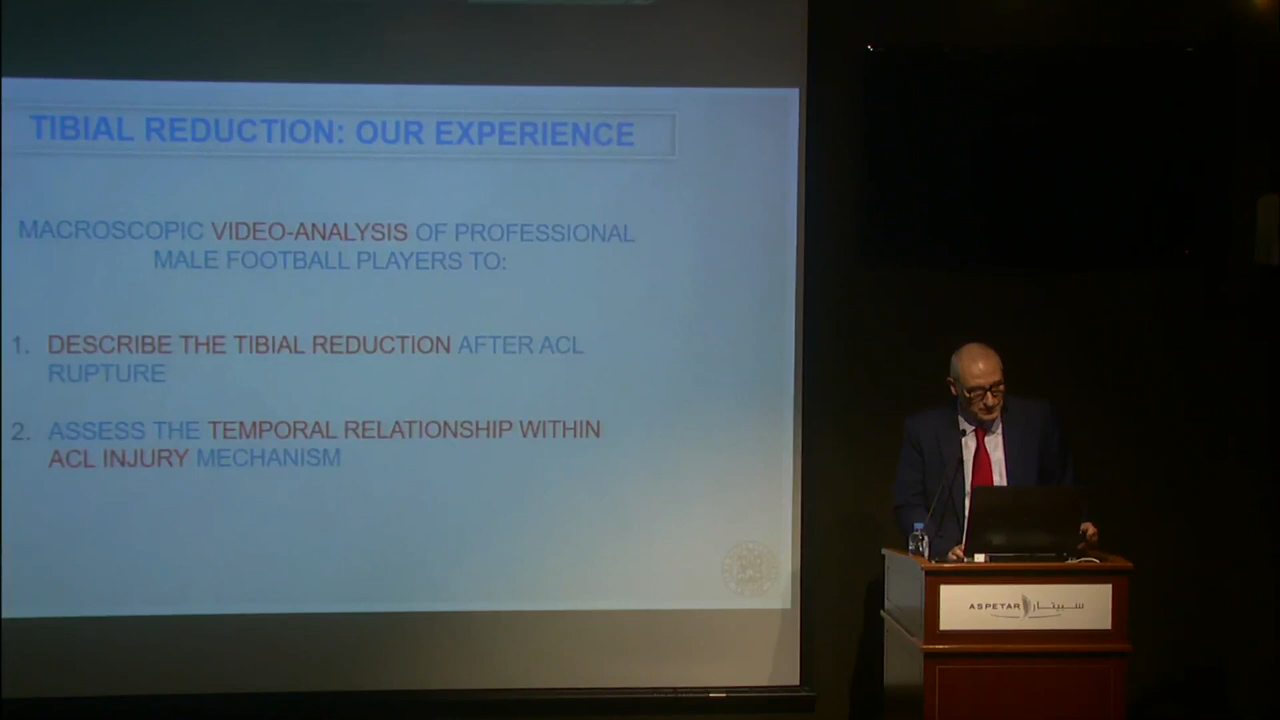 TIBIAL REDUCTION: OUR EXPERIENCE
MACROSCOPIC VIDEO-ANALYSIS OF PROFESSIONAL
MALE FOOTBALL PLAYERS TO:
1. DESCRIBE THE TIBIAL REDUCTION AFTER ACL
RUPTURE
2. ASSESS THE TEMPORAL RELATIONSHIP WITHIN
ACL INJURY MECHANISM
ASPETAR سبيتار